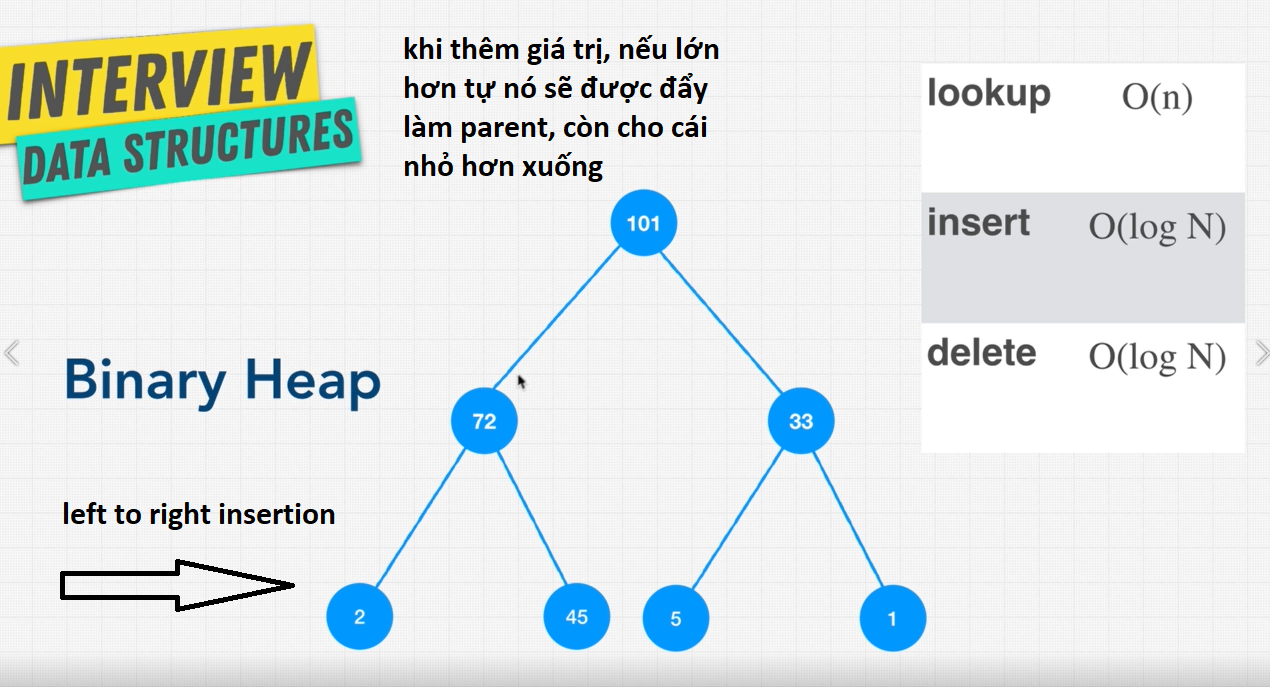 INTERVIEW
DATA STRUCTURES
khi thêm giá trị, nếu lớn
hơn tự nó sẽ được đẩy
làm parent, còn cho cái
nhỏ hơn xuống
lookup O(n)
insert O(log N)
delete O(log N)
Binary Heap
left to right insertion
101
72
33
2
45
5
1